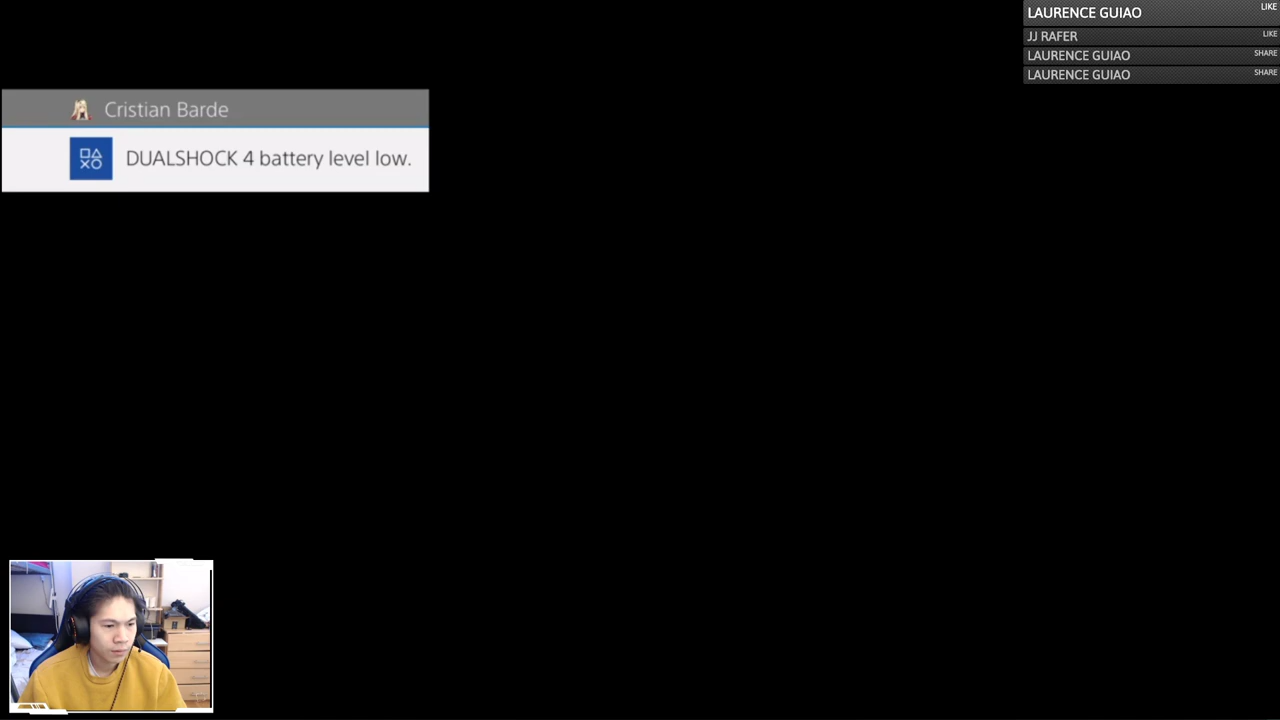 LAURENCE GUIAO LIKE
JJ RAFER LIKE
LAURENCE GUIAO SHARE
LAURENCE GUIAO SHARE
Cristian Barde
DUALSHOCK 4 battery level low.